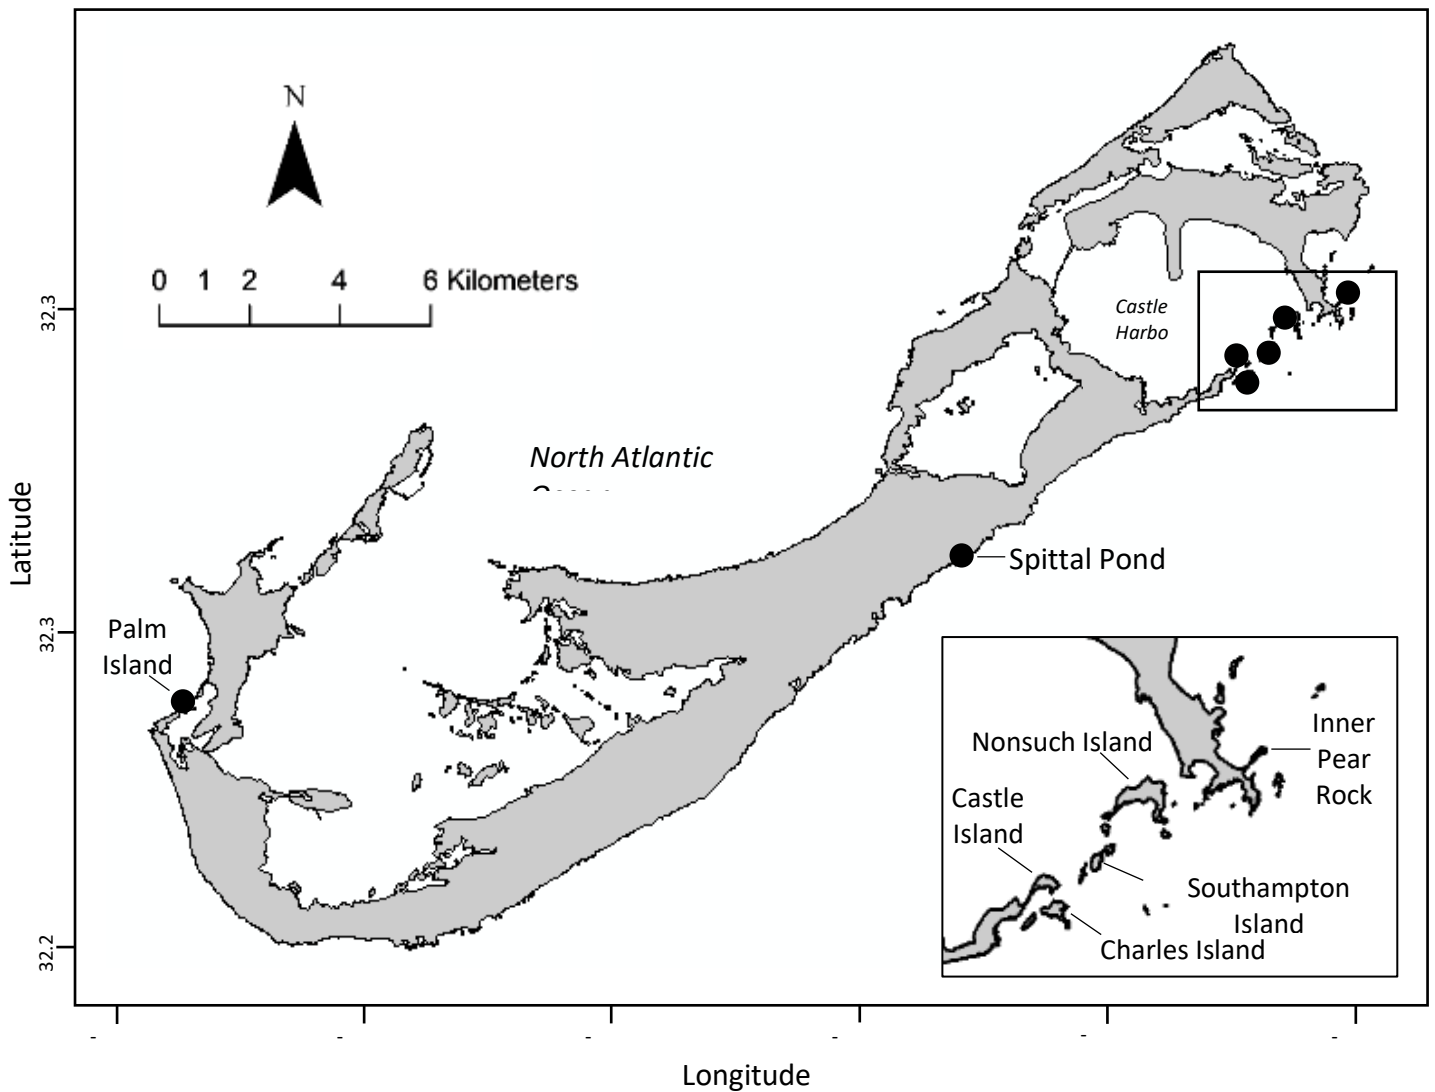 N
0 1 2 4 6 Kilometers
32.3
Castle
Harbo
North Atlantic
Latitude
Spittal Pond
32.3
Palm
Island
Inner
Pear
Rock
Nonsuch Island
Castle
Island
Southampton
Island
Charles Island
32.2
- - - - - -
Longitude